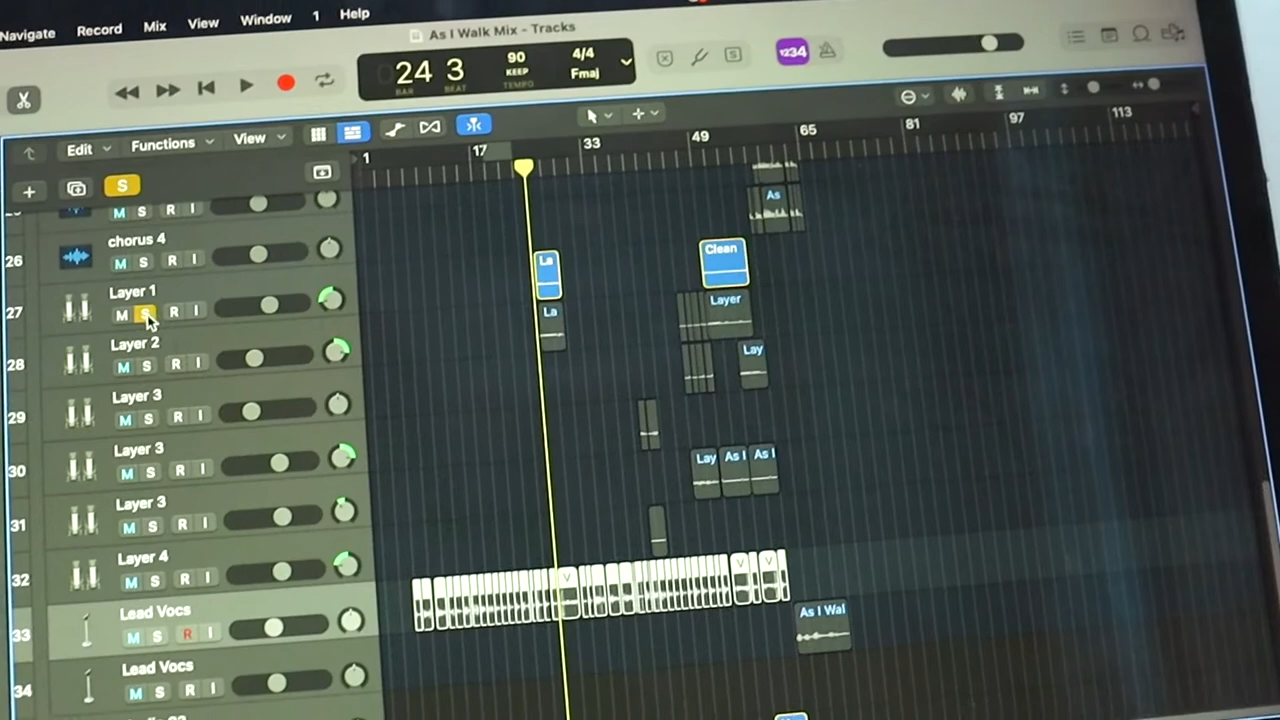 Navigate Record Mix View Window 1 Help
As I Walk Mix - Tracks
24 3 90 4/4
KEEP Fmaj
BAR BEAT TEMPO
S
1234
Edit Functions View
1 17 33 49 65 81 97 113
S
M S R I
As
26 chorus 4
M S R I
La Clean
27 Layer 1
M S R I
La Layer
28 Layer 2
M S R I
Lay
29 Layer 3
M S R I
30 Layer 3
M S R I
Lay As I As I
31 Layer 3
M S R I
32 Layer 4
M S R I
V V V
33 Lead Vocs
M S R I
As I Wal
34 Lead Vocs
M S R I